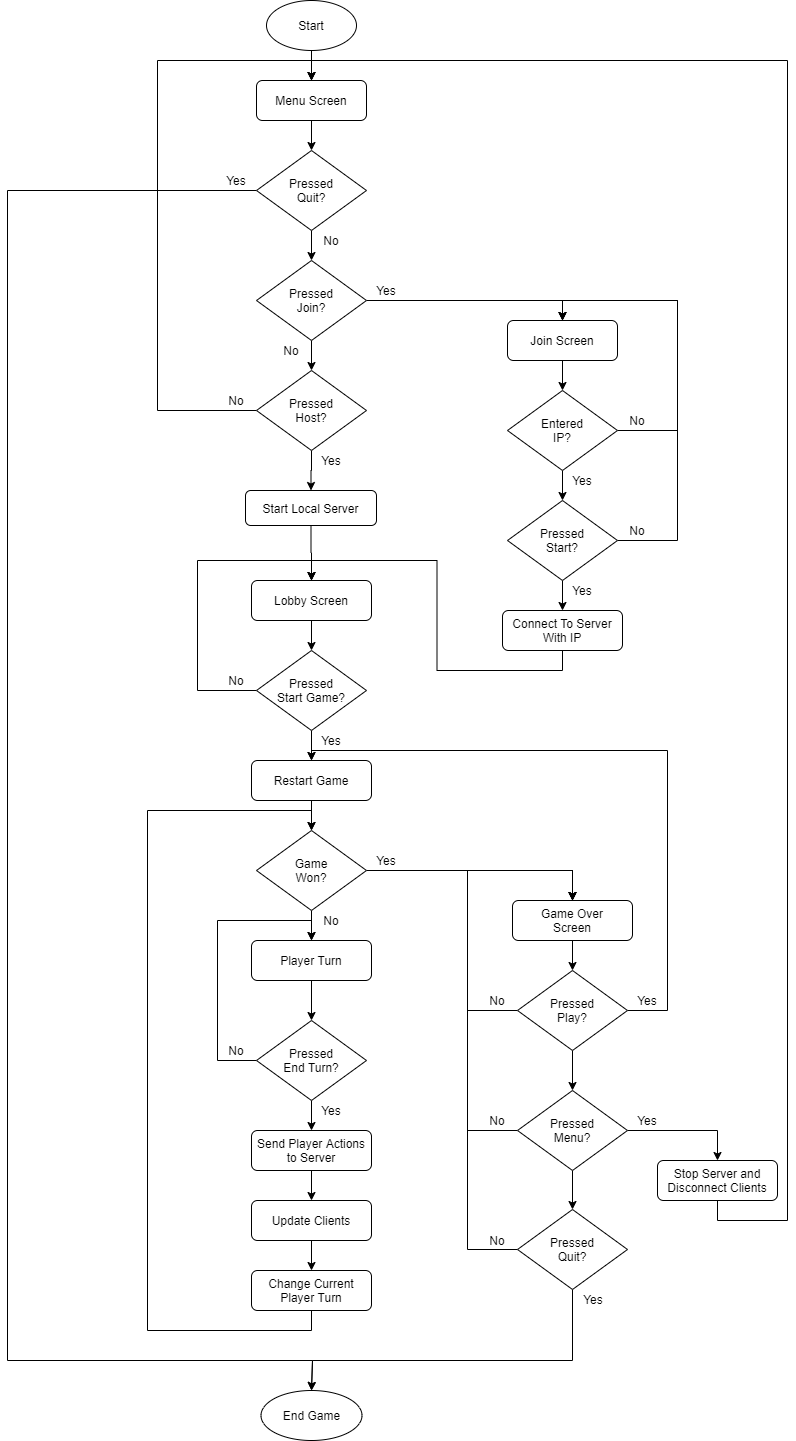 Start
Menu Screen
Yes
Pressed
Quit?
No
Pressed
Join?
Yes
Join Screen
No
No
Pressed
Host?
Entered
IP?
No
Yes
Yes
Start Local Server
Pressed
Start?
No
Yes
Lobby Screen
Connect To Server
With IP
No
Pressed
Start Game?
Yes
Restart Game
Game
Won?
Yes
No
Game Over
Screen
Player Turn
No
Pressed
Play?
Yes
No
Pressed
End Turn?
Yes
No
Pressed
Menu?
Yes
Send Player Actions
to Server
Stop Server and
Disconnect Clients
Update Clients
No
Pressed
Quit?
Change Current
Player Turn
Yes
End Game